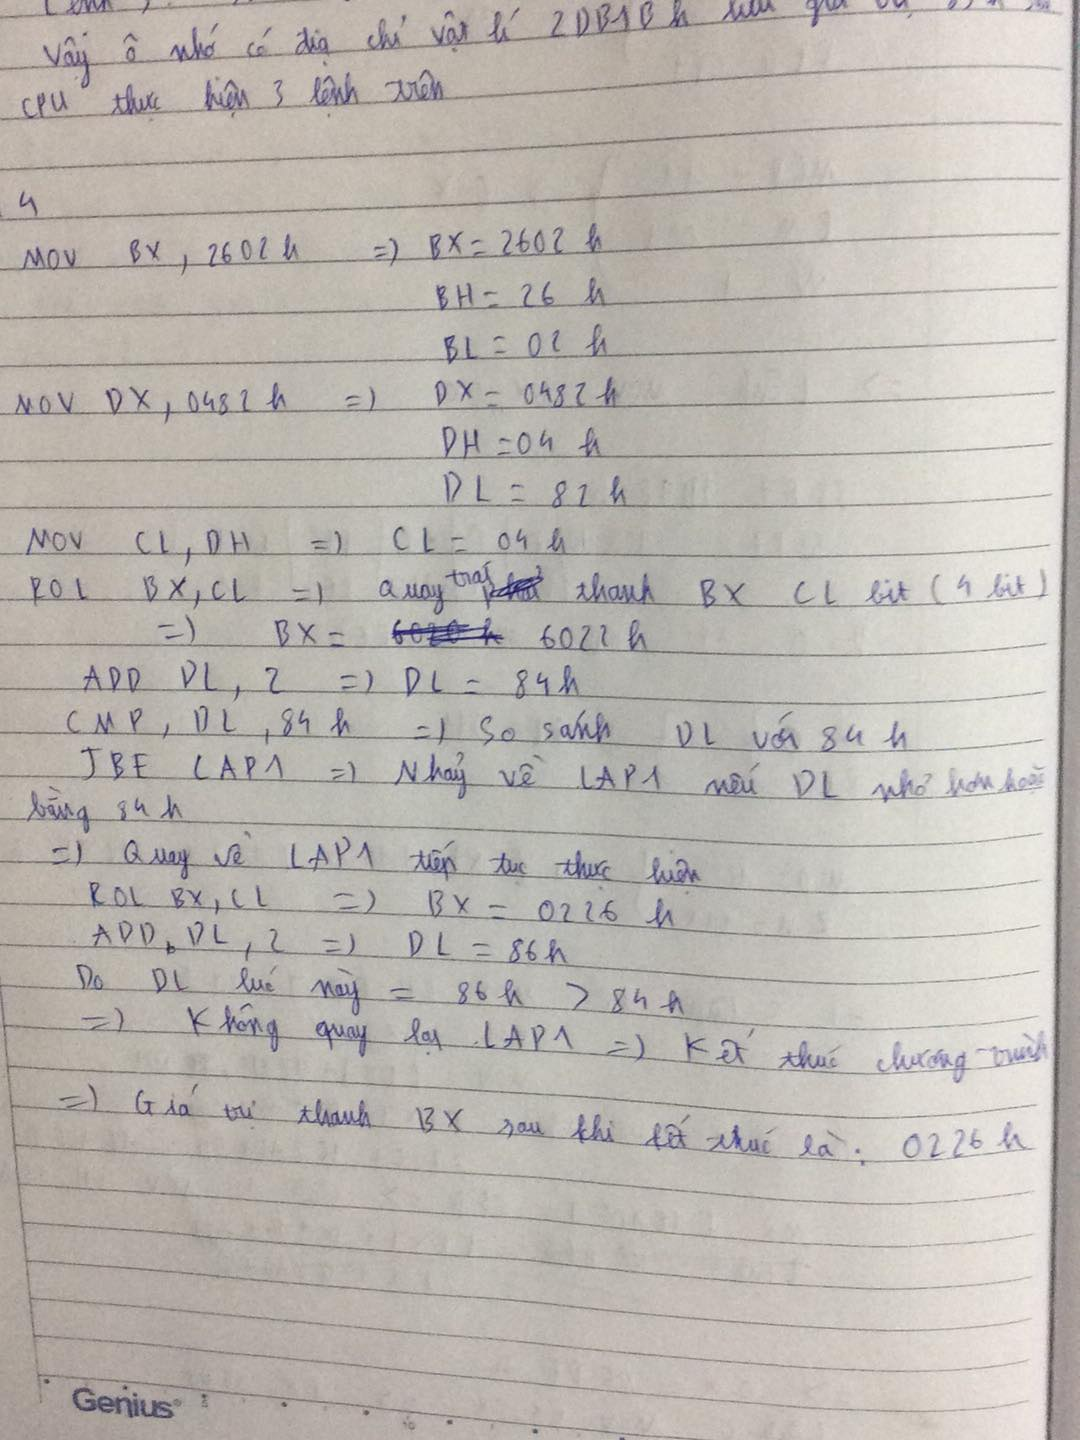 Vậy ô nhớ có địa chỉ vật lí 2DB1B h lưu giá trị
CPU thực hiện 3 lệnh trên
4
MOV BX, 2602 h => BX = 2602 h
BH = 26 h
BL = 02 h
MOV DX, 0482 h => DX = 0482 h
DH = 04 h
DL = 82 h
MOV CL, DH => CL = 04 h
ROL BX, CL => Quay trái thanh BX CL bit (4 bit)
=> BX = 6022 h
ADD DL, 2 => DL = 84 h
CMP, DL, 84 h => So sánh DL với 84 h
JBE LAP1 => Nhảy về LAP1 nếu DL nhỏ hơn hoặc
bằng 84 h
=> Quay về LAP1 tiếp tục thực hiện
ROL BX, CL => BX = 0226 h
ADD, DL, 2 => DL = 86 h
Do DL lúc này = 86 h > 84 h
=> Không quay lại LAP1 => Kết thúc chương trình
=> Giá trị thanh BX sau khi kết thúc là: 0226 h
Genius